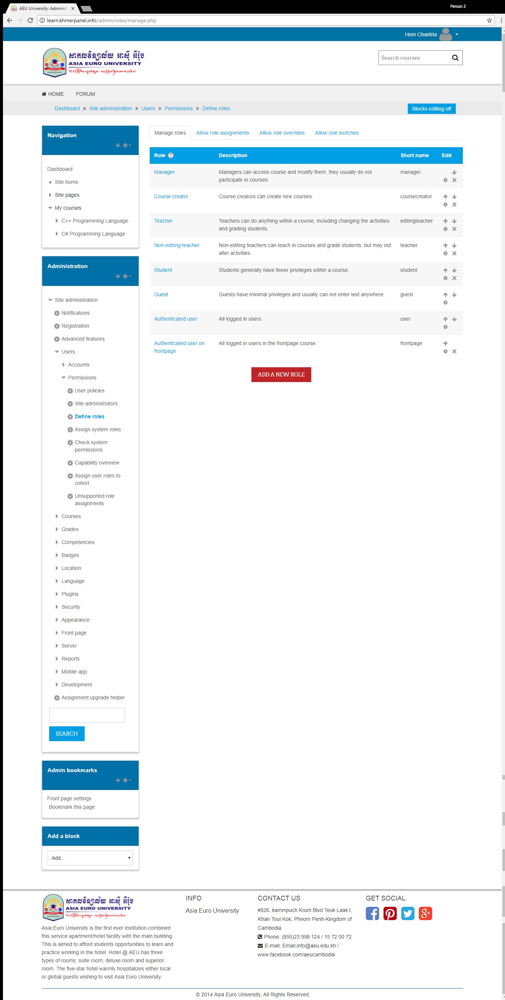 AEU University: Administ
Person 2
learn.khmerpanel.info/admin/roles/manage.php
Hom Chantria
សាកលវិទ្យាល័យ អាស៊ី អឺរ៉ុប
ASIA EURO UNIVERSITY
Search courses
HOME FORUM
Dashboard » Site administration » Users » Permissions » Define roles
Blocks editing off
Navigation
Dashboard
Site home
Site pages
My courses
C++ Programming Language
C# Programming Language
Administration
Site administration
Notifications
Registration
Advanced features
Users
Accounts
Permissions
User policies
Site administrators
Define roles
Assign system roles
Check system
permissions
Capability overview
Assign user roles to
cohort
Unsupported role
assignments
Courses
Grades
Competencies
Badges
Location
Language
Plugins
Security
Appearance
Front page
Server
Reports
Mobile app
Development
Assignment upgrade helper
SEARCH
Admin bookmarks
Front page settings
Bookmark this page
Add a block
Add...
Manage roles Allow role assignments Allow role overrides Allow role switches
Role Description Short name Edit
Manager Managers can access course and modify them, they usually do not manager
participate in courses.
Course creator Course creators can create new courses. coursecreator
Teacher Teachers can do anything within a course, including changing the activities editingteacher
and grading students.
Non-editing teacher Non-editing teachers can teach in courses and grade students, but may not teacher
alter activities.
Student Students generally have fewer privileges within a course. student
Guest Guests have minimal privileges and usually can not enter text anywhere. guest
Authenticated user All logged in users. user
Authenticated user on All logged in users in the frontpage course. frontpage
frontpage
ADD A NEW ROLE
សាកលវិទ្យាល័យ អាស៊ី អឺរ៉ុប
ASIA EURO UNIVERSITY
Asia Euro University is the first ever institution combined
this service apartment/hotel facility with the main building.
This is aimed to afford students opportunities to learn and
practice working in the hotel. Hotel @ AEU has three
types of rooms: suite room, deluxe room and superior
room. The five-star hotel warmly hospitalizes either local
or global guests wishing to visit Asia Euro University.
INFO
Asia Euro University
CONTACT US
#826, kammpuch Krum Blvd Teuk Laak I,
Khan Toul Kok, Phnom Penh-Kingdom of
Cambodia
Phone: (855)23 998 124 / 15 72 00 72
E-mail: Email:info@aeu.edu.kh /
www.facebook.com/aeucambodia
GET SOCIAL
© 2014 Asia Euro University, All Rights Reserved